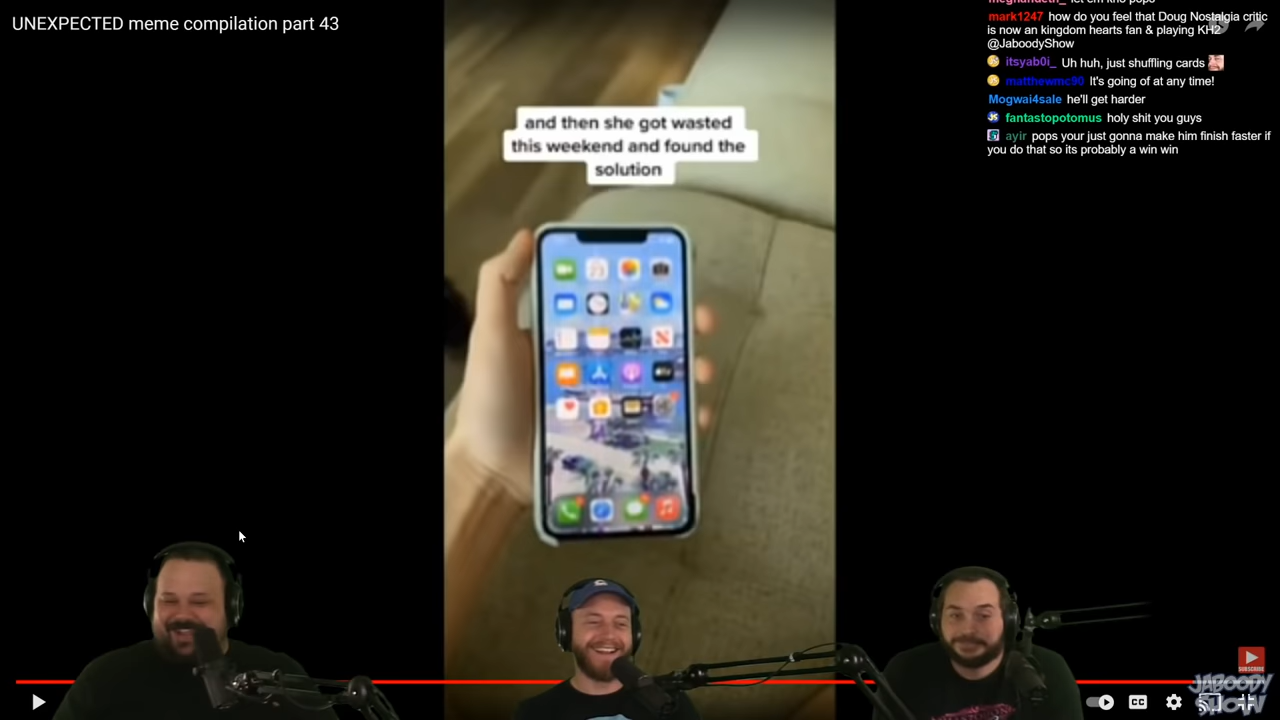 UNEXPECTED meme compilation part 43
and then she got wasted
this weekend and found the
solution
mark1247 how do you feel that Doug Nostalgia critic
is now an kingdom hearts fan & playing KH2
@JaboodyShow
itsyab0i_ Uh huh, just shuffling cards
matthewmc90 It's going of at any time!
Mogwai4sale he'll get harder
fantastopotomus holy shit you guys
ayir pops your just gonna make him finish faster if
you do that so its probably a win win
23
SUBSCRIBE
JABOODY
SHOW
CC